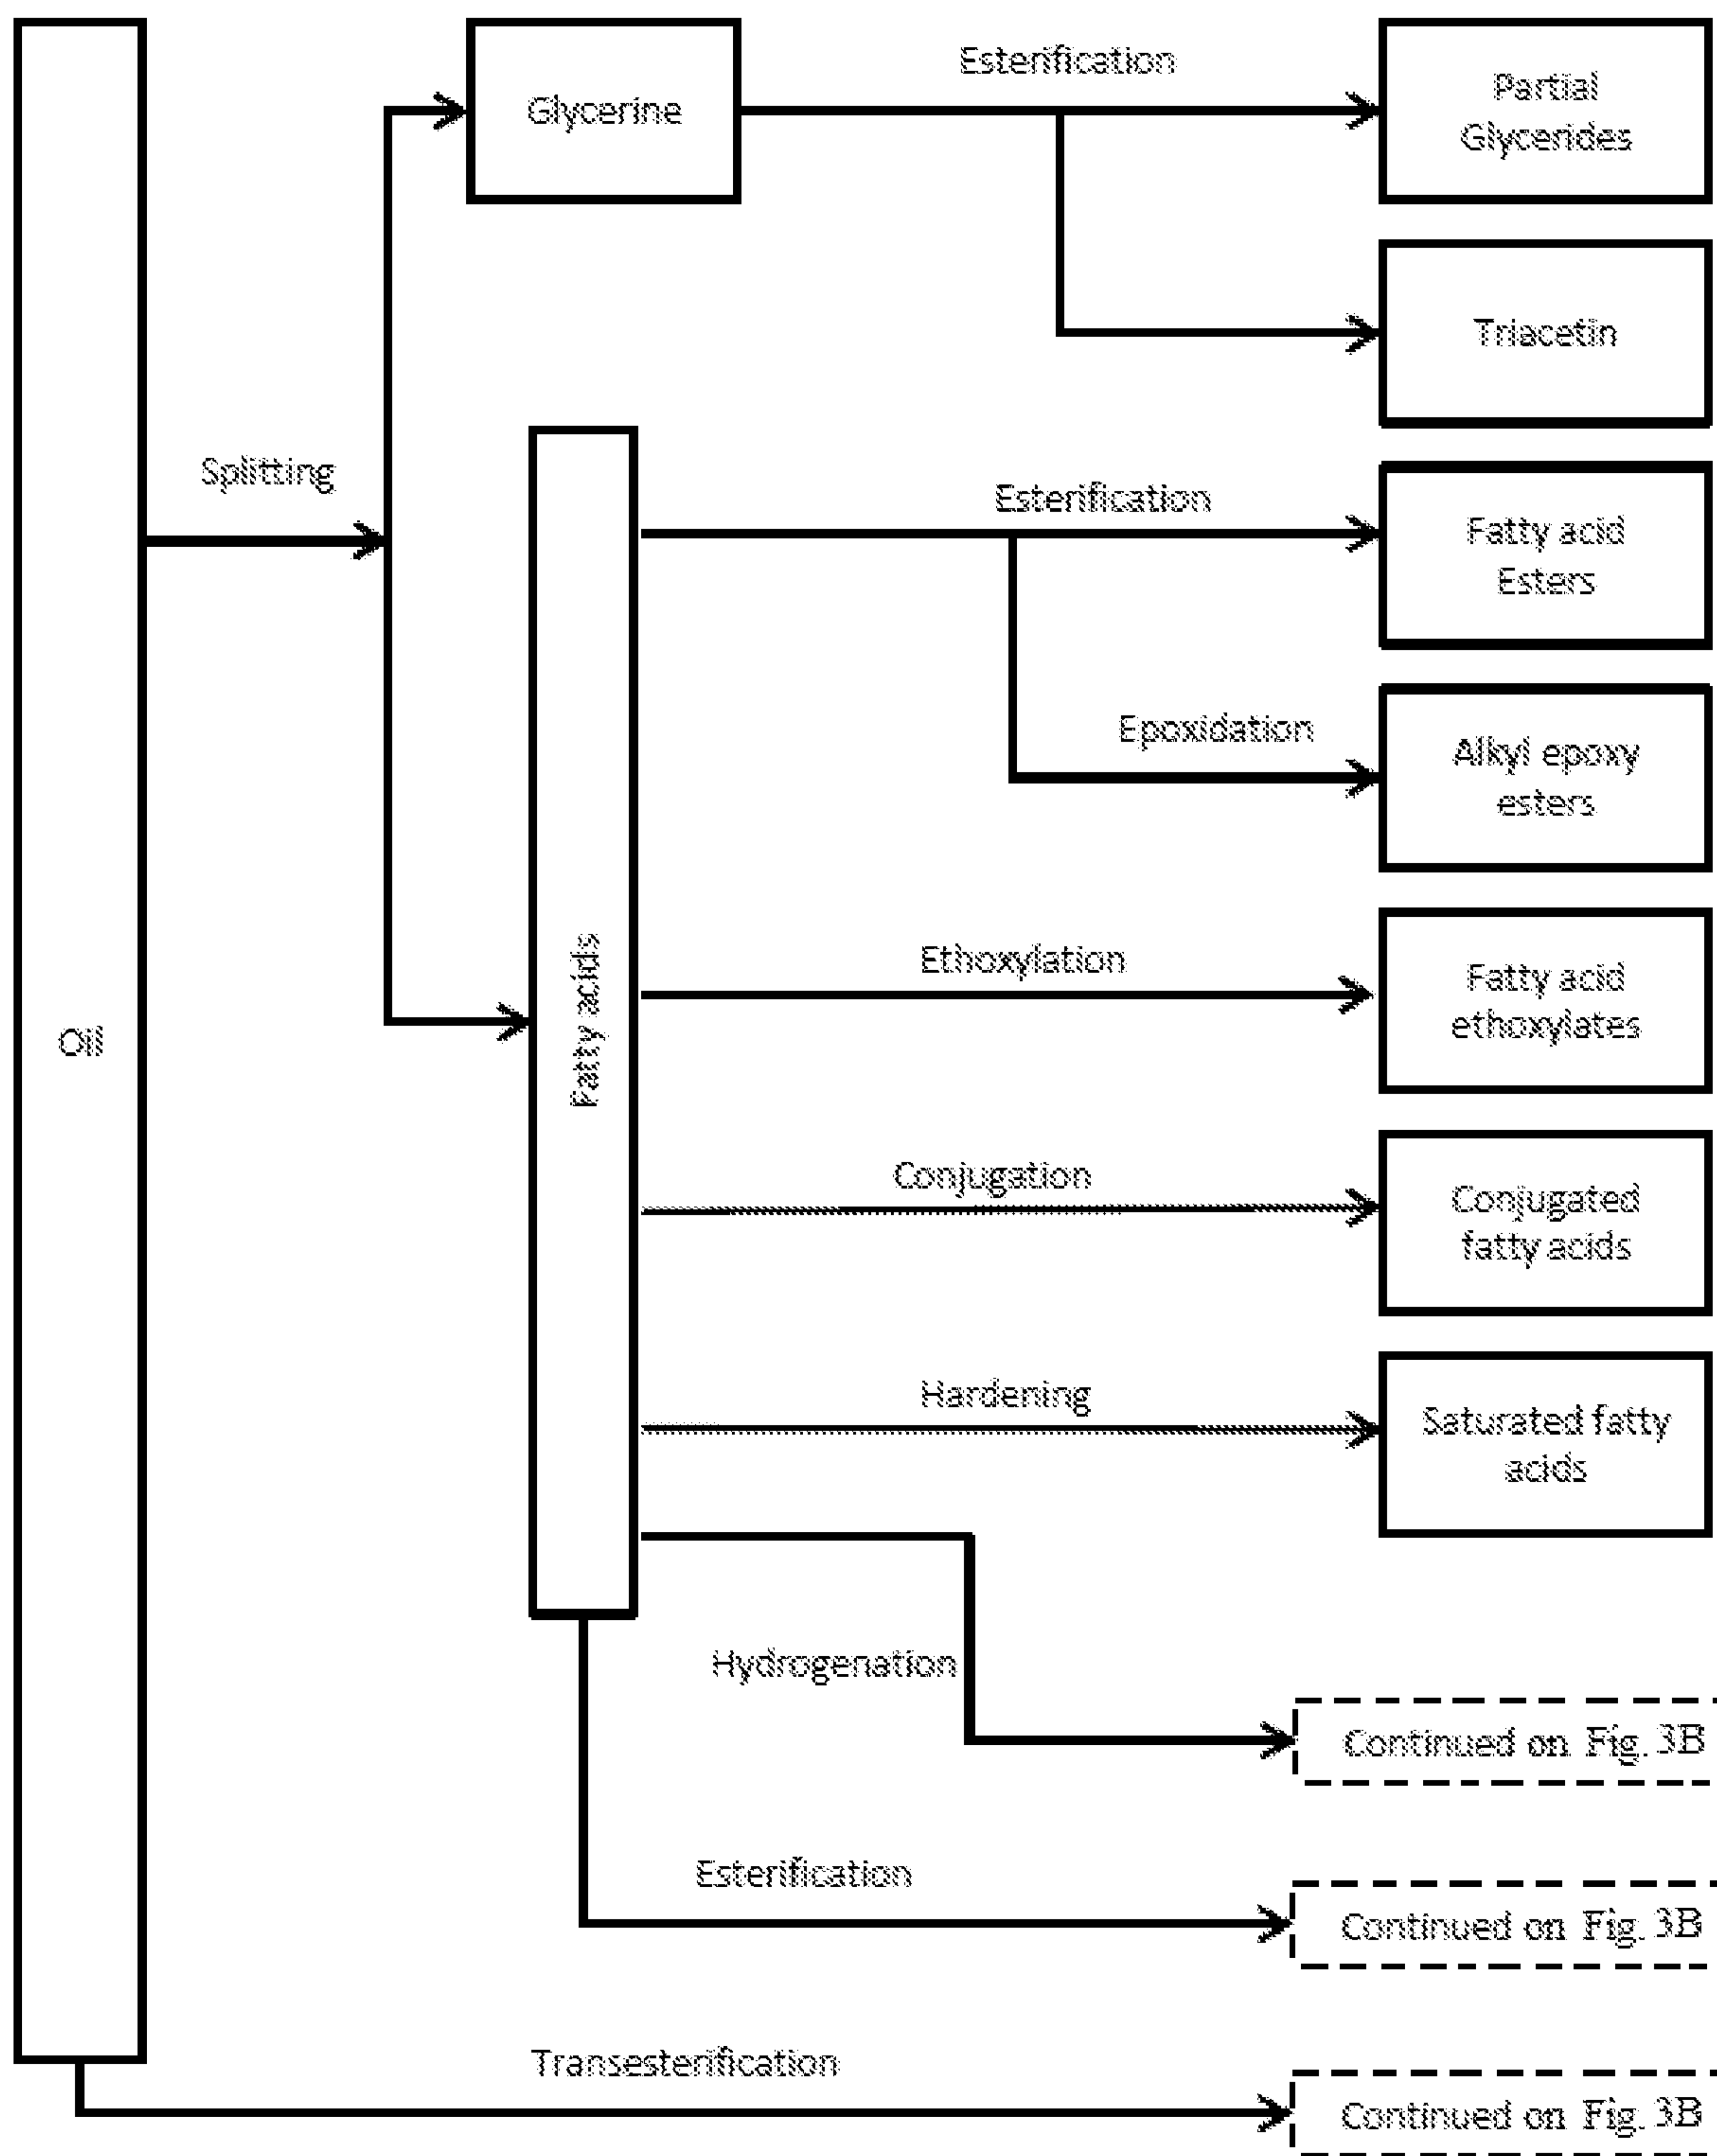 Esterification
Glycerine
Partial
Glycerides
Triacetin
Splitting
Esterification
Fatty acid
Esters
Epoxidation
Alkyl epoxy
esters
Oil
Fatty acids
Ethoxylation
Fatty acid
ethoxylates
Conjugation
Conjugated
fatty acids
Hardening
Saturated fatty
acids
Hydrogenation
Continued on Fig. 3B
Esterification
Continued on Fig. 3B
Transesterification
Continued on Fig. 3B